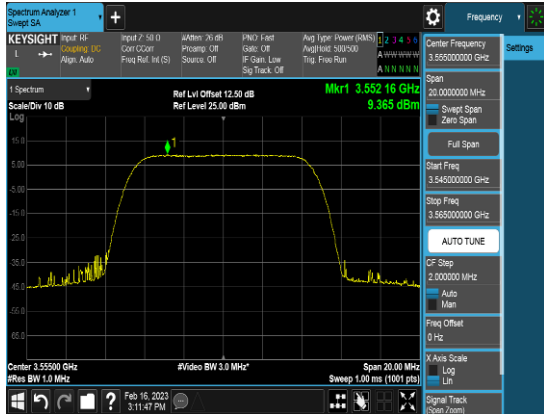 Spectrum Analyzer 1
Swept SA
+
Frequency
KEYSIGHT
L
Input: RF
Coupling: DC
Align: Auto
Input Z: 50 Ω
Corr CCorr
Freq Ref: Int (S)
#Atten: 26 dB
Preamp: Off
Source: Off
PNO: Fast
Gate: Off
IF Gain: Low
Sig Track: Off
Avg Type: Power (RMS)
Avg|Hold: 500/500
Trig: Free Run
1 2 3 4 5 6
A W W W W W
A N N N N N
Center Frequency
3.555000000 GHz
Settings
Span
20.0000000 MHz
Swept Span
Zero Span
Full Span
Start Freq
3.545000000 GHz
Stop Freq
3.565000000 GHz
AUTO TUNE
CF Step
2.000000 MHz
Auto
Man
Freq Offset
0 Hz
X Axis Scale
Log
Lin
Signal Track
(Span Zoom)
1 Spectrum
Scale/Div 10 dB
Log
Ref Lvl Offset 12.50 dB
Ref Level 25.00 dBm
Mkr1 3.552 16 GHz
9.365 dBm
1
15.0
5.00
-5.00
-15.0
-25.0
-35.0
-45.0
-55.0
-65.0
Center 3.55500 GHz
#Res BW 1.0 MHz
#Video BW 3.0 MHz*
Span 20.00 MHz
Sweep 1.00 ms (1001 pts)
?
Feb 16, 2023
3:11:47 PM